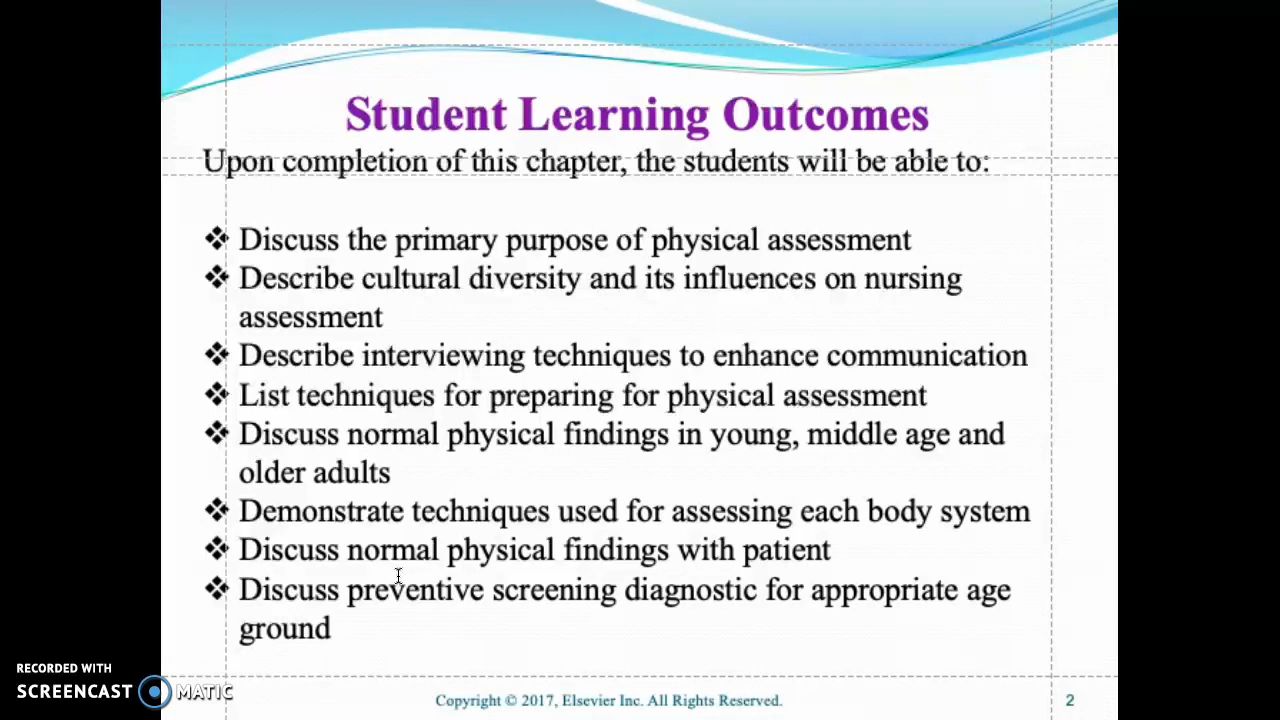 Student Learning Outcomes
Upon completion of this chapter, the students will be able to:
❖ Discuss the primary purpose of physical assessment
❖ Describe cultural diversity and its influences on nursing
assessment
❖ Describe interviewing techniques to enhance communication
❖ List techniques for preparing for physical assessment
❖ Discuss normal physical findings in young, middle age and
older adults
❖ Demonstrate techniques used for assessing each body system
❖ Discuss normal physical findings with patient
❖ Discuss preventive screening diagnostic for appropriate age
ground
RECORDED WITH
SCREENCAST MATIC
Copyright © 2017, Elsevier Inc. All Rights Reserved.
2